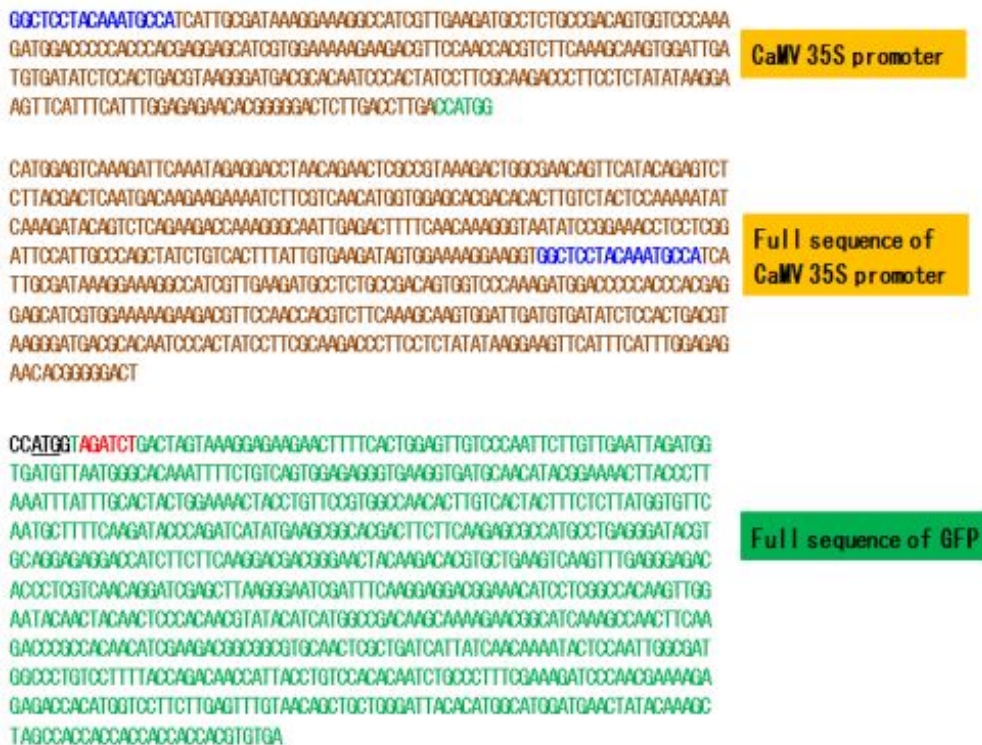 GGCTCCTACAAATGCCATCATTGCGATAAAGGAAAGGCCATCGTTGAAGATGCCTCTGCCGACAGTGGTCCCAAA
GATGGACCCCCACCCACGAGGAGCATCGTGGAAAAAGAAGACGTTCCAACCACGTCTTCAAAGCAAGTGGATTGA
TGTGATATCTCCACTGACGTAAGGGATGACGCACAATCCCACTATCCTTCGCAAGACCCTTCCTCTATATAAGGA
AGTTCATTTCATTTGGAGAGAACACGGGGGACTCTTGACCTTGACCATGG
CaMV 35S promoter
CATGGAGTCAAAGATTCAAATAGAGGACCTAACAGAACTCGCCGTAAAGACTGGCGAACAGTTCATACAGAGTCT
CTTACGACTCAATGACAAGAAGAAAATCTTCGTCAACATGGTGGAGCACGACACACTTGTCTACTCCAAAAATAT
CAAAGATACAGTCTCAGAAGACCAAAGGGCAATTGAGACTTTTCAACAAAGGGTAATATCCGGAAACCTCCTCGG
ATTCCATTGCCCAGCTATCTGTCACTTTATTGTGAAGATAGTGGAAAAGGAAGGTGGCTCCTACAAATGCCATCA
TTGCGATAAAGGAAAGGCCATCGTTGAAGATGCCTCTGCCGACAGTGGTCCCAAAGATGGACCCCCACCCACGAG
GAGCATCGTGGAAAAAGAAGACGTTCCAACCACGTCTTCAAAGCAAGTGGATTGATGTGATATCTCCACTGACGT
AAGGGATGACGCACAATCCCACTATCCTTCGCAAGACCCTTCCTCTATATAAGGAAGTTCATTTCATTTGGAGAG
AACACGGGGGACT
Full sequence of
CaMV 35S promoter
CCATGGTAGATCTGACTAGTAAAGGAGAAGAACTTTTCACTGGAGTTGTCCCAATTCTTGTTGAATTAGATGG
TGATGTTAATGGGCACAAATTTTCTGTCAGTGGAGAGGGTGAAGGTGATGCAACATACGGAAAACTTACCCTT
AAATTTATTTGCACTACTGGAAAACTACCTGTTCCGTGGCCAACACTTGTCACTACTTTCTCTTATGGTGTTC
AATGCTTTTCAAGATACCCAGATCATATGAAGCGGCACGACTTCTTCAAGAGCGCCATGCCTGAGGGATACGT
GCAGGAGAGGACCATCTTCTTCAAGGACGACGGGAACTACAAGACACGTGCTGAAGTCAAGTTTGAGGGAGAC
ACCCTCGTCAACAGGATCGAGCTTAAGGGAATCGATTTCAAGGAGGACGGAAACATCCTCGGCCACAAGTTGG
AATACAACTACAACTCCCACAACGTATACATCATGGCCGACAAGCAAAAGAACGGCATCAAAGCCAACTTCAA
GACCCGCCACAACATCGAAGACGGCGGCGTGCAACTCGCTGATCATTATCAACAAAATACTCCAATTGGCGAT
GGCCCTGTCCTTTTACCAGACAACCATTACCTGTCCACACAATCTGCCCTTTCGAAAGATCCCAACGAAAAGA
GAGACCACATGGTCCTTCTTGAGTTTGTAACAGCTGCTGGGATTACACATGGCATGGATGAACTATACAAAGC
TAGCCACCACCACCACCACCACGTGTGA
Full sequence of GFP